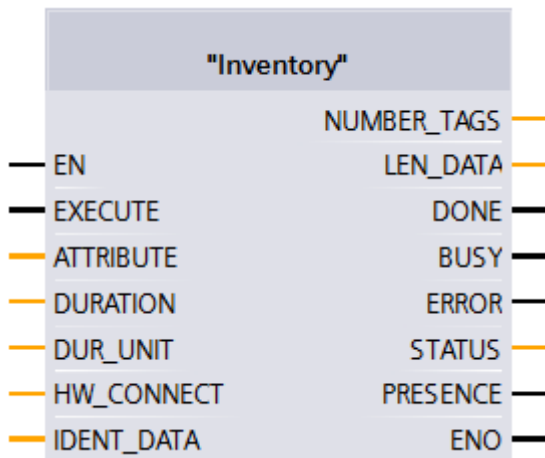 "Inventory"
NUMBER_TAGS
EN LEN_DATA
EXECUTE DONE
ATTRIBUTE BUSY
DURATION ERROR
DUR_UNIT STATUS
HW_CONNECT PRESENCE
IDENT_DATA ENO